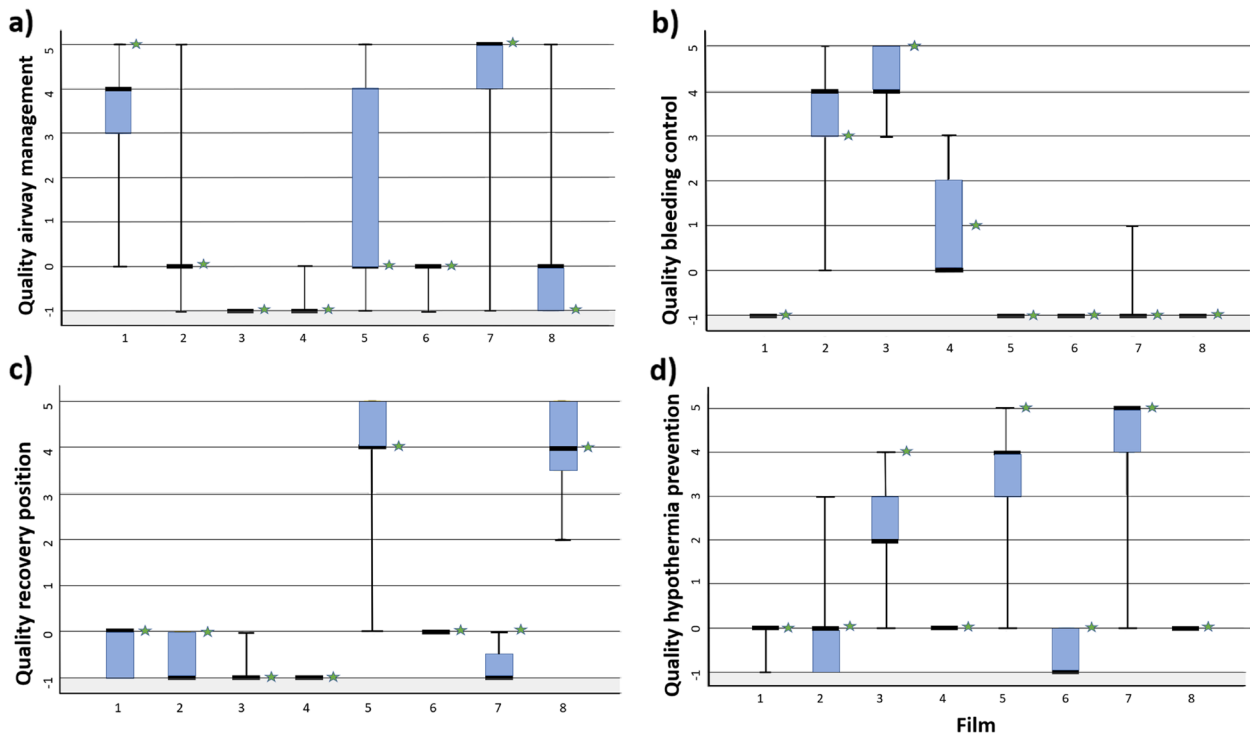 a)
Quality airway management
5
4
3
2
1
0
-1
1 2 3 4 5 6 7 8
b)
Quality bleeding control
5
4
3
2
1
0
-1
1 2 3 4 5 6 7 8
c)
Quality recovery position
5
4
3
2
1
0
-1
1 2 3 4 5 6 7 8
d)
Quality hypothermia prevention
5
4
3
2
1
0
-1
1 2 3 4 5 6 7 8
Film